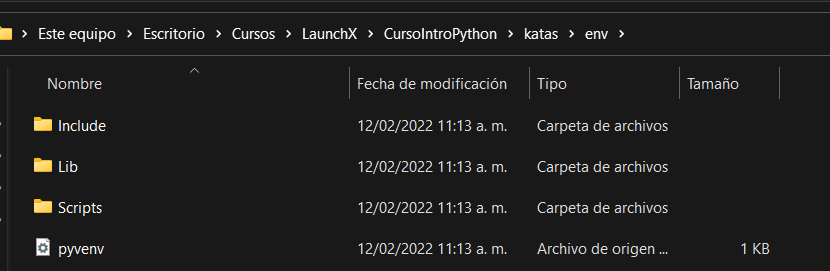 Este equipo > Escritorio > Cursos > LaunchX > CursoIntroPython > katas > env >
Nombre Fecha de modificación Tipo Tamaño
Include 12/02/2022 11:13 a. m. Carpeta de archivos
Lib 12/02/2022 11:13 a. m. Carpeta de archivos
Scripts 12/02/2022 11:13 a. m. Carpeta de archivos
pyvenv 12/02/2022 11:13 a. m. Archivo de origen ... 1 KB